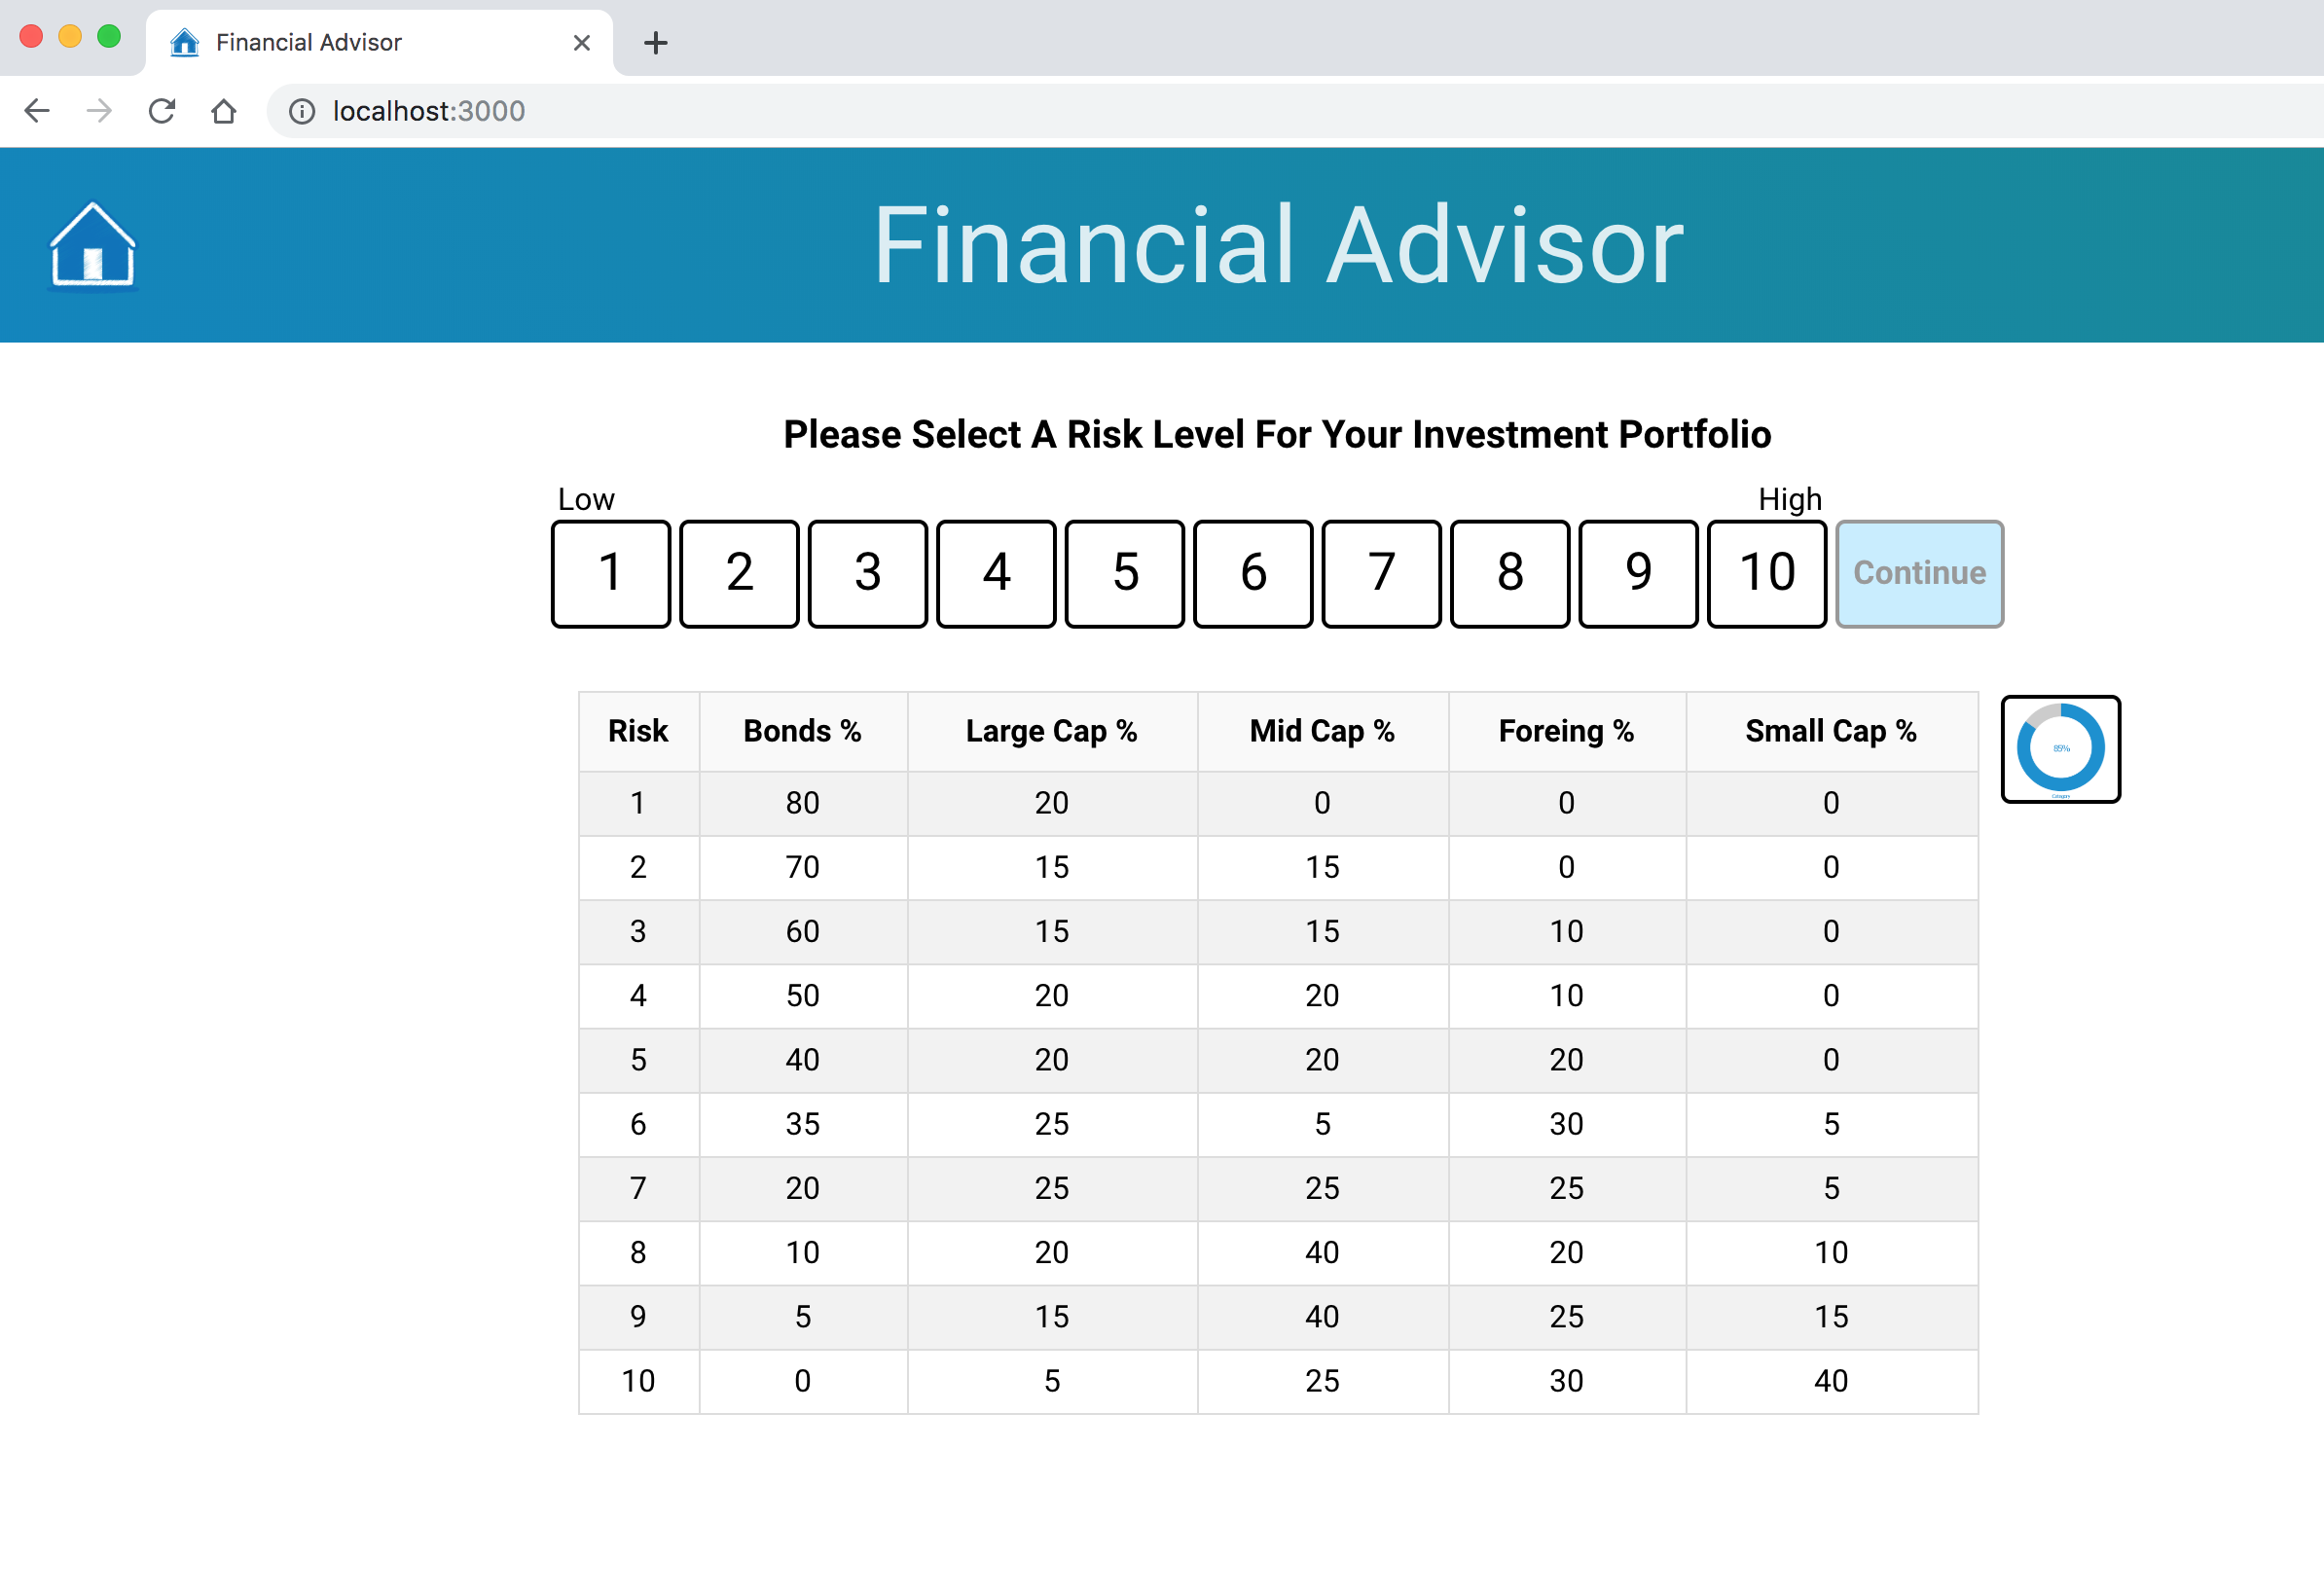 Financial Advisor
localhost:3000
Financial Advisor
Please Select A Risk Level For Your Investment Portfolio
Low High
1 2 3 4 5 6 7 8 9 10 Continue
Risk Bonds % Large Cap % Mid Cap % Foreing % Small Cap %
85%
Category
1 80 20 0 0 0
2 70 15 15 0 0
3 60 15 15 10 0
4 50 20 20 10 0
5 40 20 20 20 0
6 35 25 5 30 5
7 20 25 25 25 5
8 10 20 40 20 10
9 5 15 40 25 15
10 0 5 25 30 40